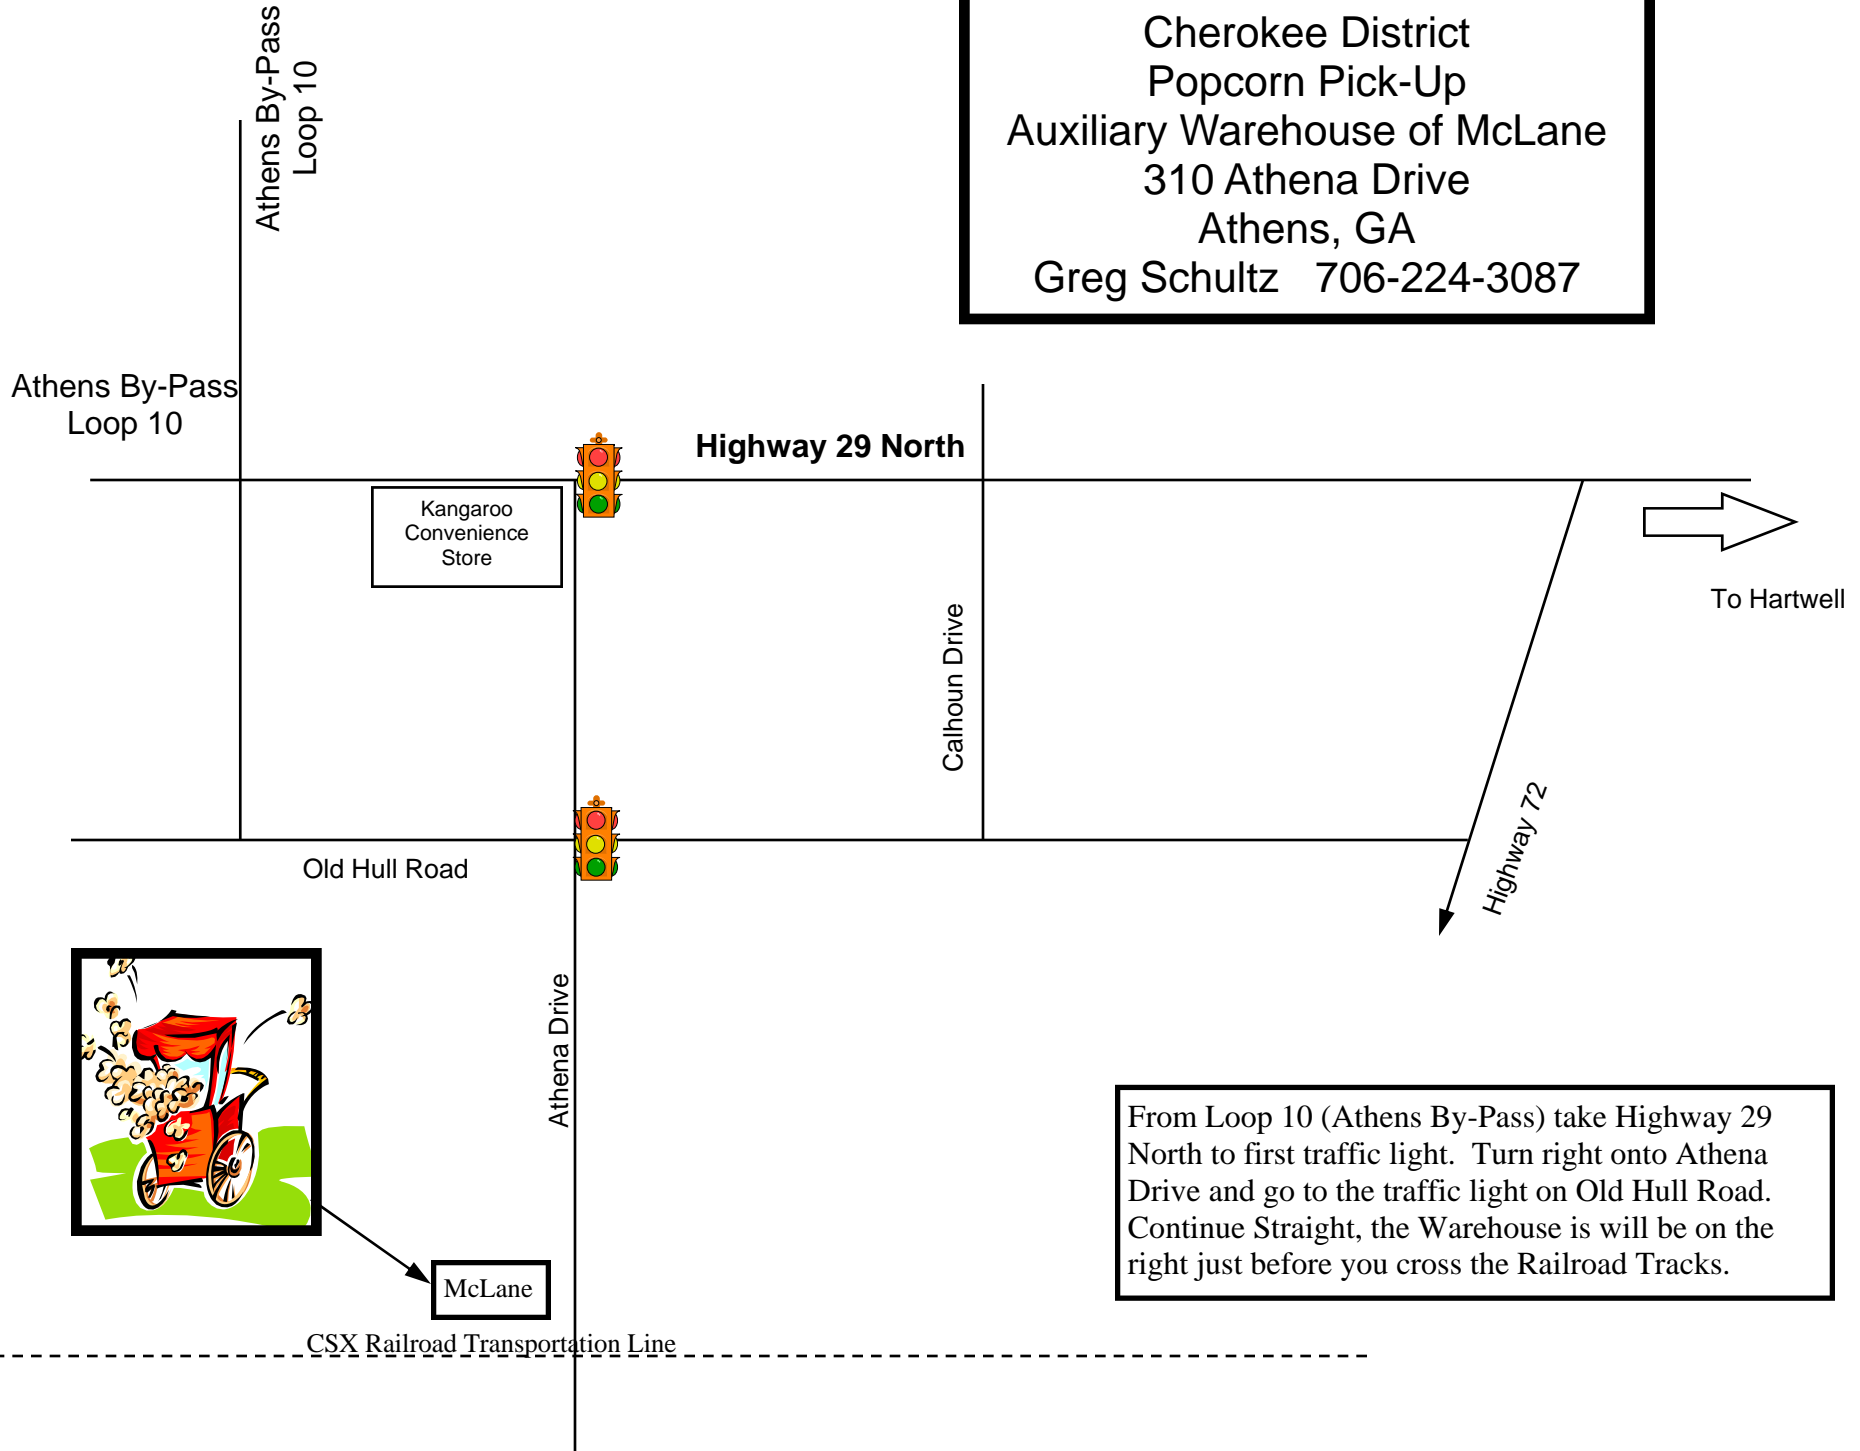 Athens By-Pass
Loop 10
Cherokee District
Popcorn Pick-Up
Auxiliary Warehouse of McLane
310 Athena Drive
Athens, GA
Greg Schultz   706-224-3087
Athens By-Pass
Loop 10
Highway 29 North
Kangaroo
Convenience
Store
To Hartwell
Calhoun Drive
Highway 72
Old Hull Road
Athena Drive
From Loop 10 (Athens By-Pass) take Highway 29
North to first traffic light.  Turn right onto Athena
Drive and go to the traffic light on Old Hull Road.
Continue Straight, the Warehouse is will be on the
right just before you cross the Railroad Tracks.
McLane
CSX Railroad Transportation Line